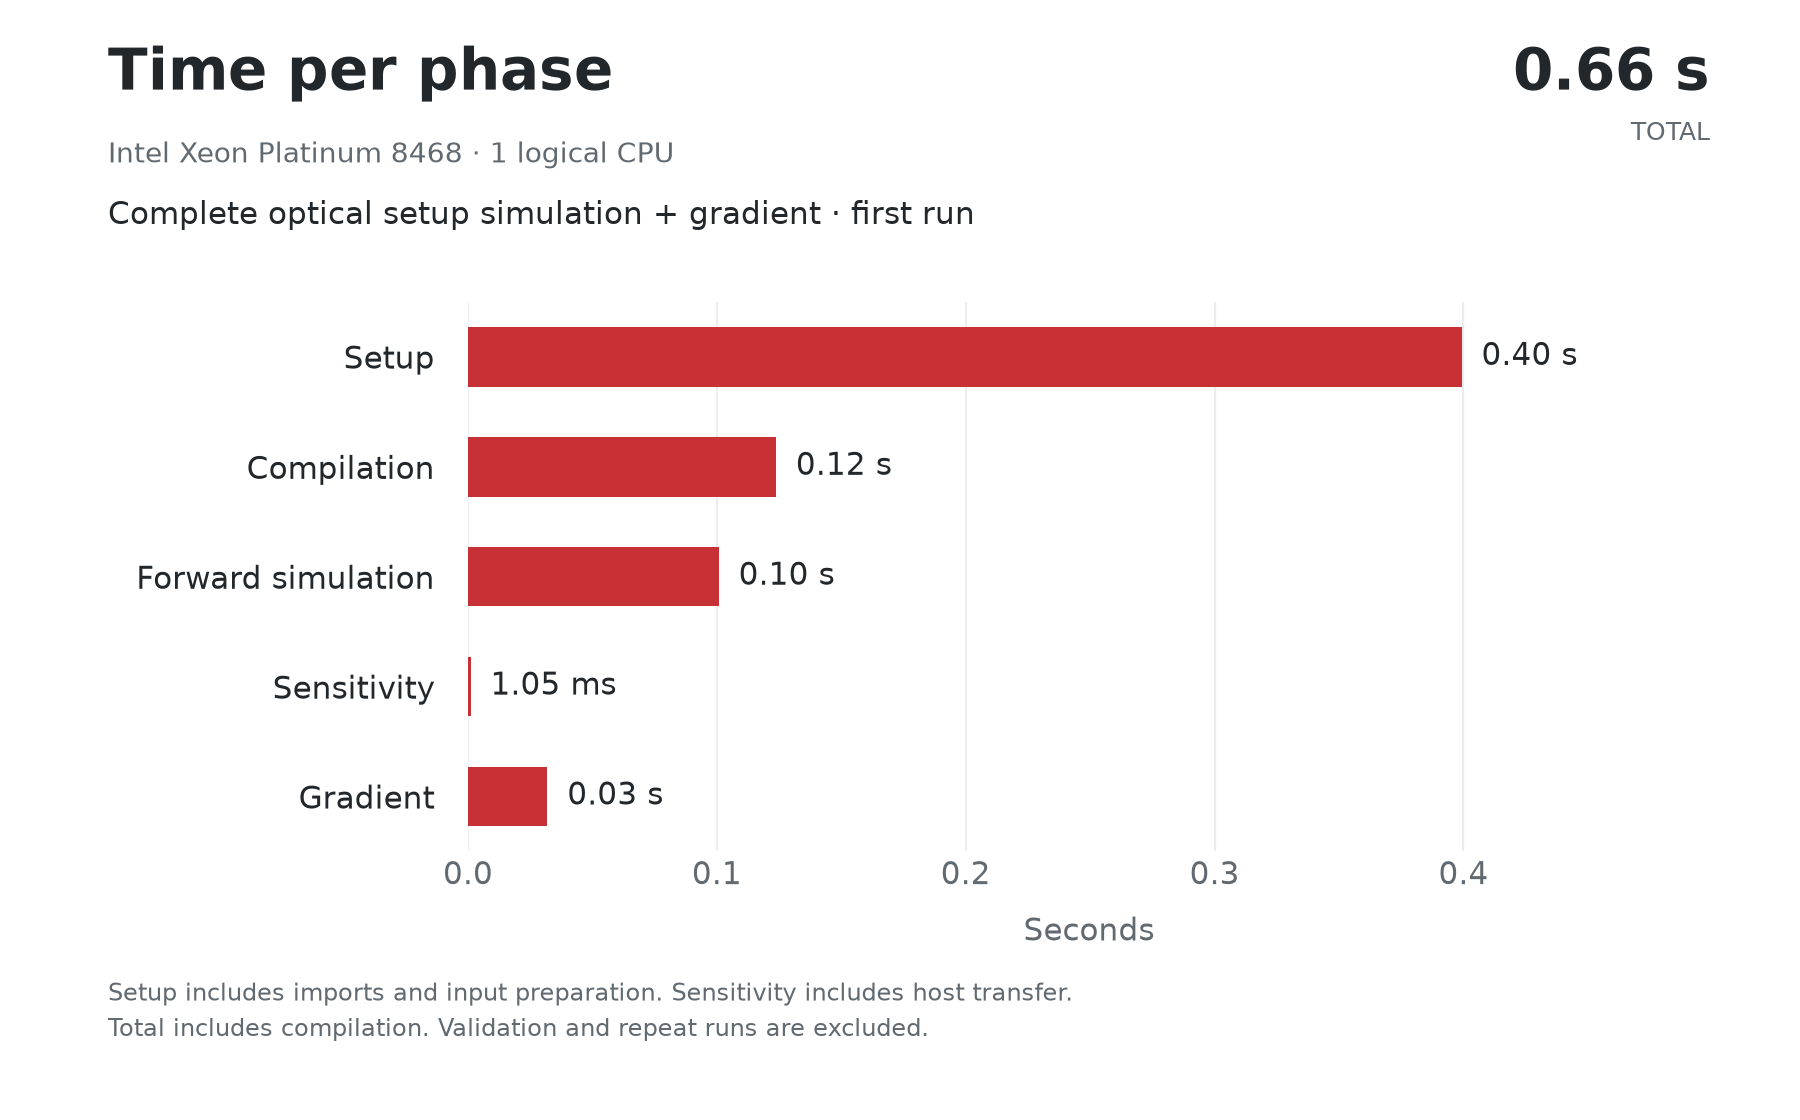 Time per phase
0.66 s
TOTAL
Intel Xeon Platinum 8468 · 1 logical CPU
Complete optical setup simulation + gradient · first run
Setup
0.40 s
Compilation
0.12 s
Forward simulation
0.10 s
Sensitivity
1.05 ms
Gradient
0.03 s
0.0 0.1 0.2 0.3 0.4
Seconds
Setup includes imports and input preparation. Sensitivity includes host transfer.
Total includes compilation. Validation and repeat runs are excluded.